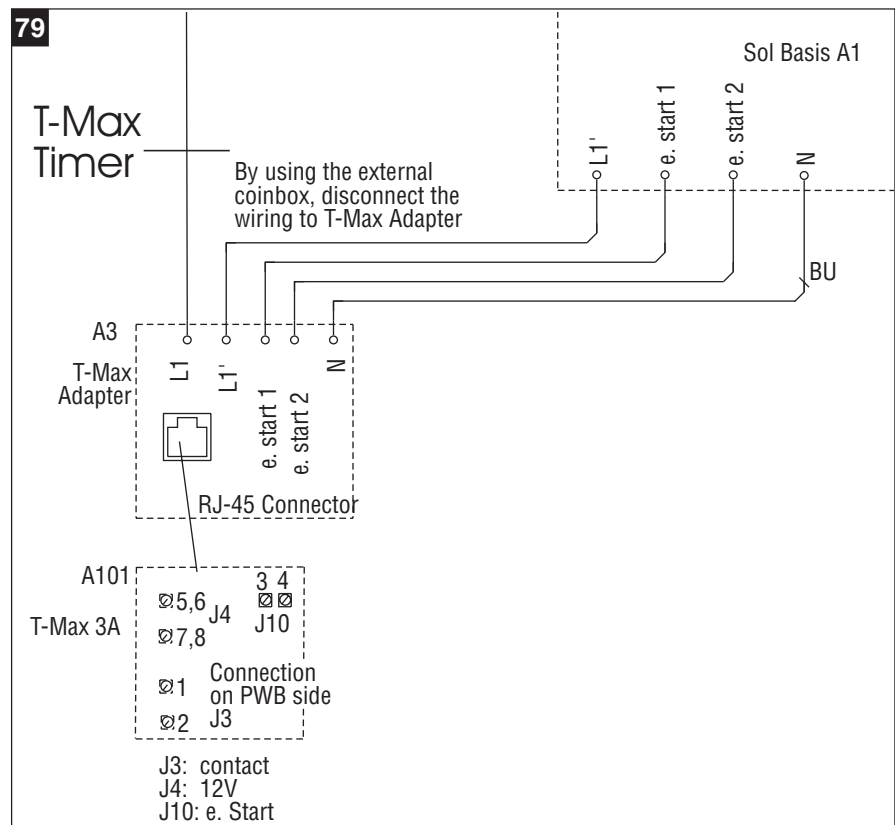 79
Sol Basis A1
L1'
e. start 1
e. start 2
N
T-Max
Timer
By using the external
coinbox, disconnect the
wiring to T-Max Adapter
BU
A3
T-Max
Adapter
L1
L1'
e. start 1
e. start 2
N
RJ-45 Connector
A101
T-Max 3A
5,6
7,8
J4
3 4
J10
1
2
Connection
on PWB side
J3
J3: contact
J4: 12V
J10: e. Start